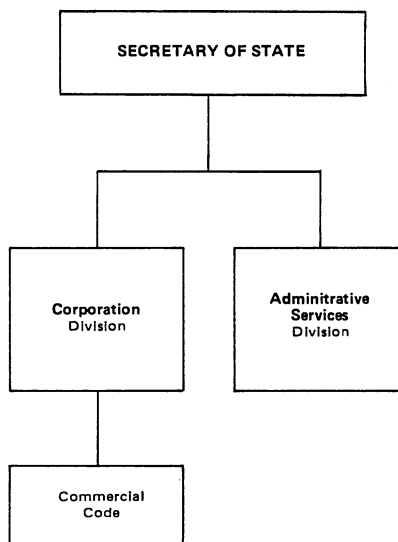 SECRETARY OF STATE
Corporation
Division
Adminitrative
Services
Division
Commercial
Code